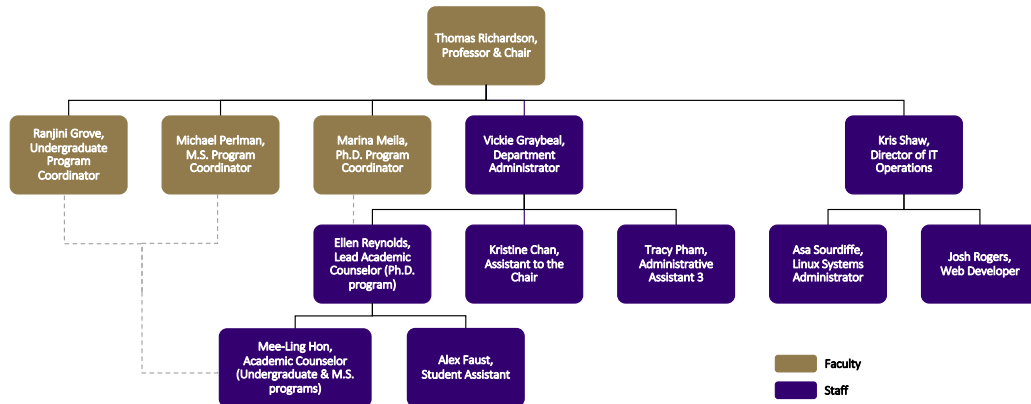 Thomas Richardson,
Professor & Chair
Ranjini Grove,
Undergraduate
Program
Coordinator
Michael Perlman,
M.S. Program
Coordinator
Marina Meila,
Ph.D. Program
Coordinator
Vickie Graybeal,
Department
Administrator
Kris Shaw,
Director of IT
Operations
Ellen Reynolds,
Lead Academic
Counselor (Ph.D.
program)
Kristine Chan,
Assistant to the
Chair
Tracy Pham,
Administrative
Assistant 3
Asa Sourdiffe,
Linux Systems
Administrator
Josh Rogers,
Web Developer
Mee-Ling Hon,
Academic Counselor
(Undergraduate & M.S.
programs)
Alex Faust,
Student Assistant
Faculty
Staff